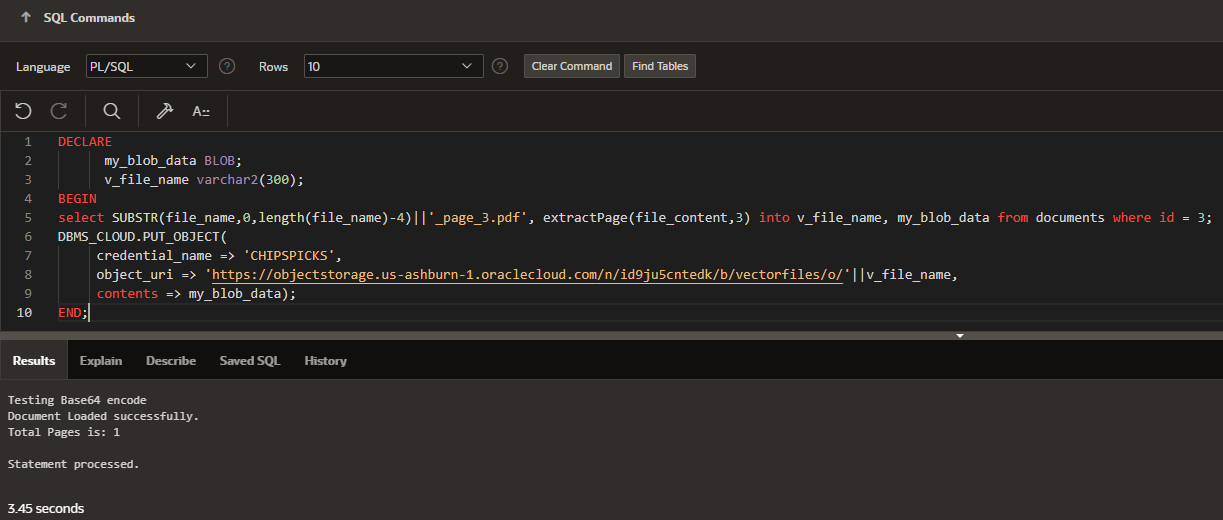 SQL Commands
Language PL/SQL ? Rows 10 ? Clear Command Find Tables
A
1 DECLARE
2 my_blob_data BLOB;
3 v_file_name varchar2(300);
4 BEGIN
5 select SUBSTR(file_name,0,length(file_name)-4)||'_page_3.pdf', extractPage(file_content,3) into v_file_name, my_blob_data from documents where id = 3;
6 DBMS_CLOUD.PUT_OBJECT(
7 credential_name => 'CHIPSPICKS',
8 object_uri => 'https://objectstorage.us-ashburn-1.oraclecloud.com/n/id9ju5cntedk/b/vectorfiles/o/'||v_file_name,
9 contents => my_blob_data);
10 END;
Results Explain Describe Saved SQL History
Testing Base64 encode
Document Loaded successfully.
Total Pages is: 1
Statement processed.
3.45 seconds